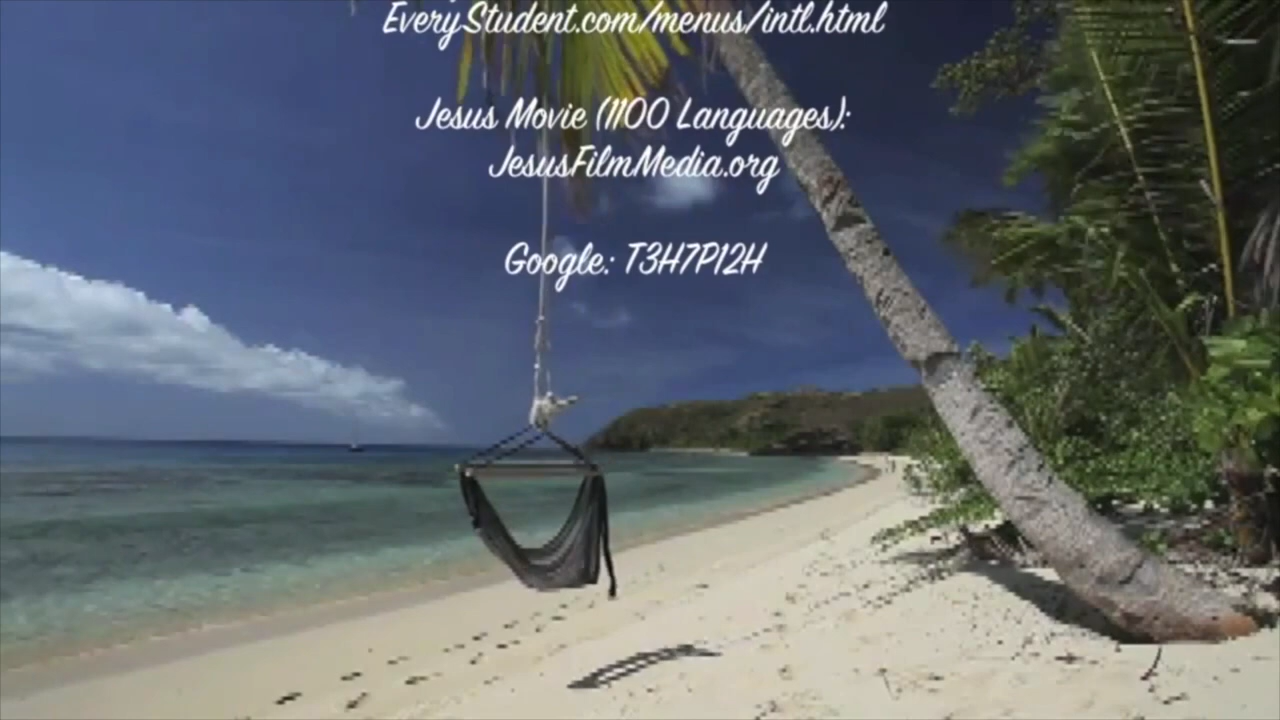 EveryStudent.com/menus/intl.html
Jesus Movie (1100 Languages):
JesusFilmMedia.org
Google: T3H7P12H